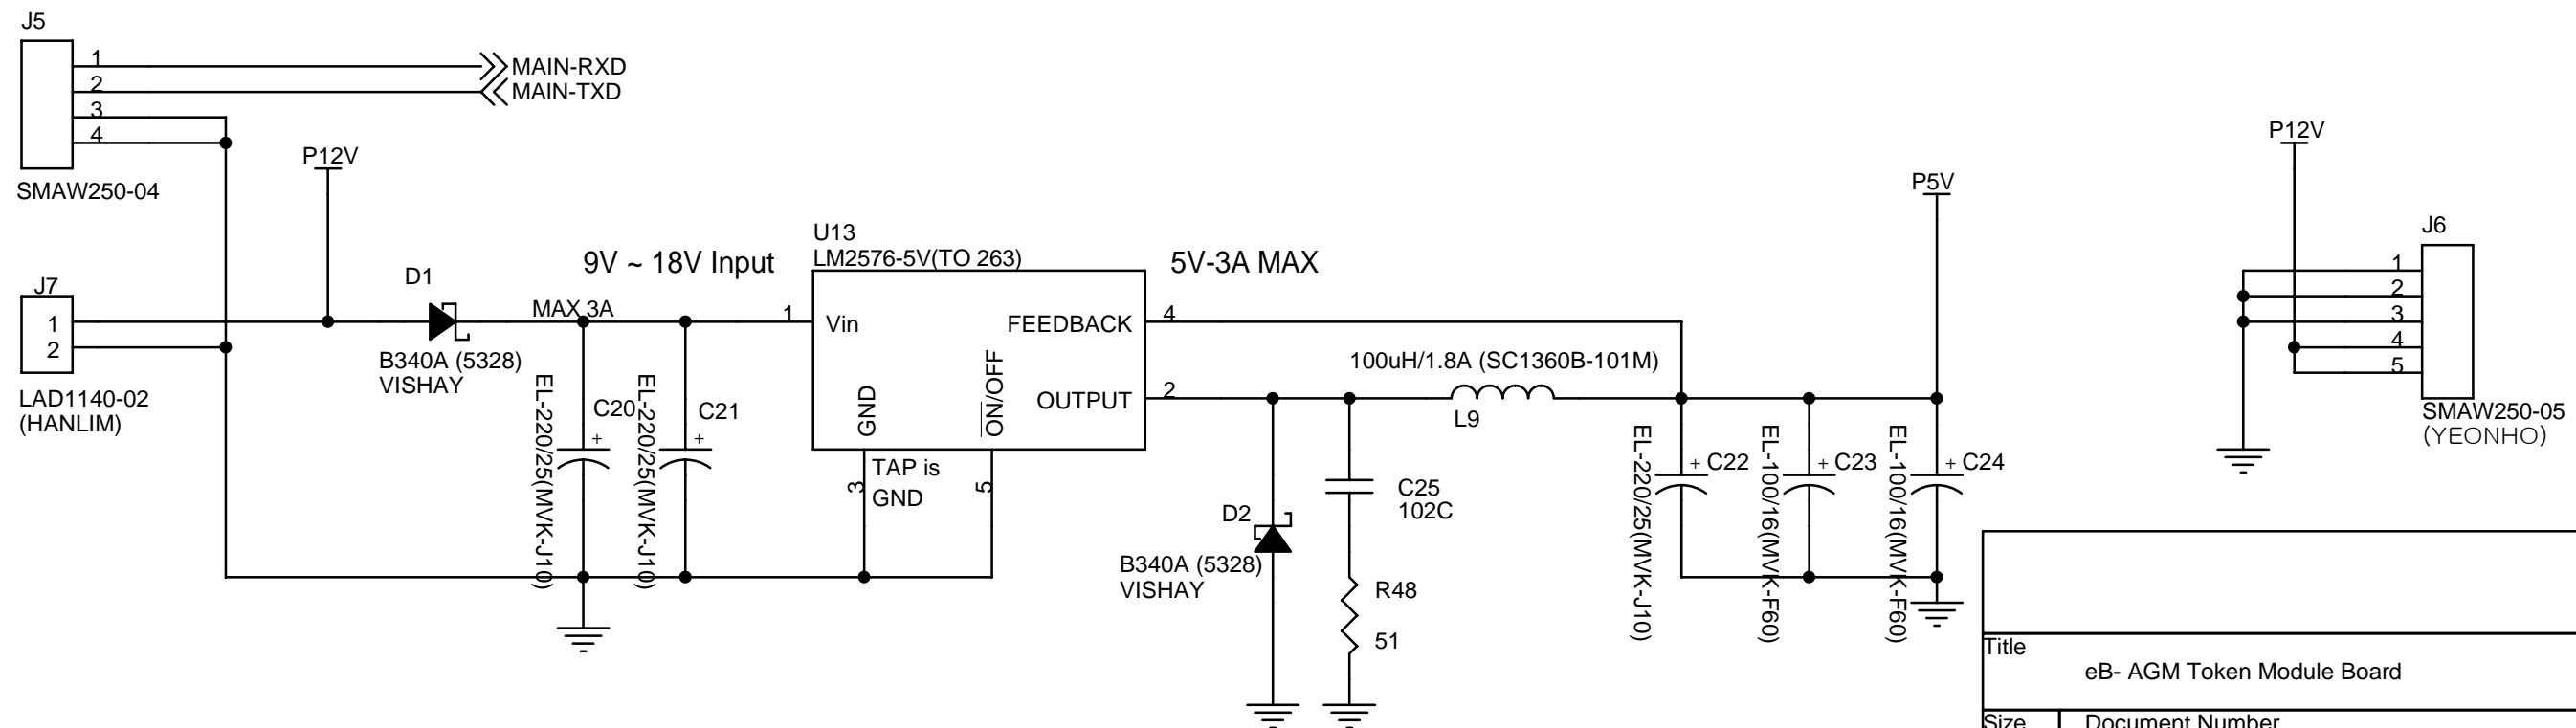 J5
1
2
3
4
MAIN-RXD
MAIN-TXD
SMAW250-04
P12V
J7
1
2
LAD1140-02
(HANLIM)
D1
B340A (5328)
VISHAY
9V ~ 18V Input
MAX 3A
EL-220/25(MVK-J10)
C20
+
EL-220/25(MVK-J10)
C21
+
U13
LM2576-5V(TO 263)
1
Vin
FEEDBACK
4
GND
ON/OFF
OUTPUT
2
3
TAP is
GND
5
5V-3A MAX
100uH/1.8A (SC1360B-101M)
L9
D2
B340A (5328)
VISHAY
C25
102C
R48
51
EL-220/25(MVK-J10)
+ C22
EL-100/16(MVK-F60)
+ C23
EL-100/16(MVK-F60)
+ C24
P5V
P12V
J6
1
2
3
4
5
SMAW250-05
(YEONHO)
Title
eB- AGM Token Module Board
Size
Document Number